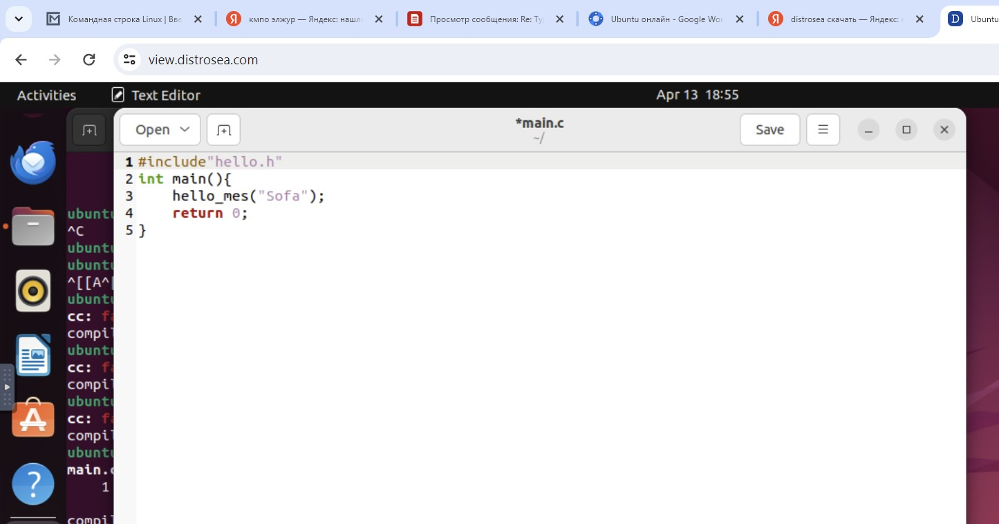 Командная строка Linux | Вве
кмпо элжур — Яндекс: нашл
Просмотр сообщения: Re: Ту
Ubuntu онлайн - Google Wor
distrosea скачать — Яндекс:
Ubuntu
view.distrosea.com
Activities
Text Editor
Apr 13 18:55
Open
*main.c
~/
Save
1 #include"hello.h"
2 int main(){
3 hello_mes("Sofa");
4 return 0;
5 }
ubuntu
^C
ubuntu
ubuntu
^[[A^[
ubuntu
cc: fa
compil
ubuntu
cc: fa
compil
ubuntu
cc: fa
compil
ubuntu
main.c
1
compil